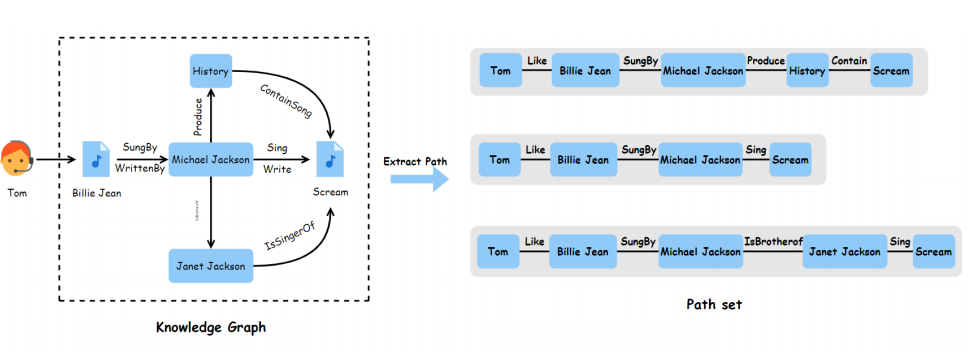 History
ContainSong
Produce
SungBy
WrittenBy
Michael Jackson
Sing
Write
Tom
Billie Jean
Scream
IsSingerOf
Janet Jackson
Knowledge Graph
Extract Path
Tom Like Billie Jean SungBy Michael Jackson Produce History Contain Scream
Tom Like Billie Jean SungBy Michael Jackson Sing Scream
Tom Like Billie Jean SungBy Michael Jackson IsBrotherof Janet Jackson Sing Scream
Path set